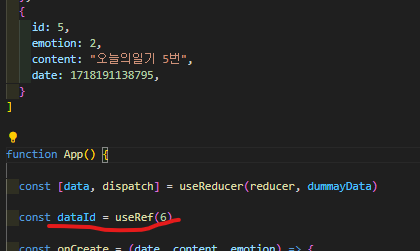 {
id: 5,
emotion: 2,
content: "오늘의일기 5번",
date: 1718191138795,
}
]
function App() {
const [data, dispatch] = useReducer(reducer, dummayData)
const dataId = useRef(6)
const onCreate = (date, content, emotion) => {